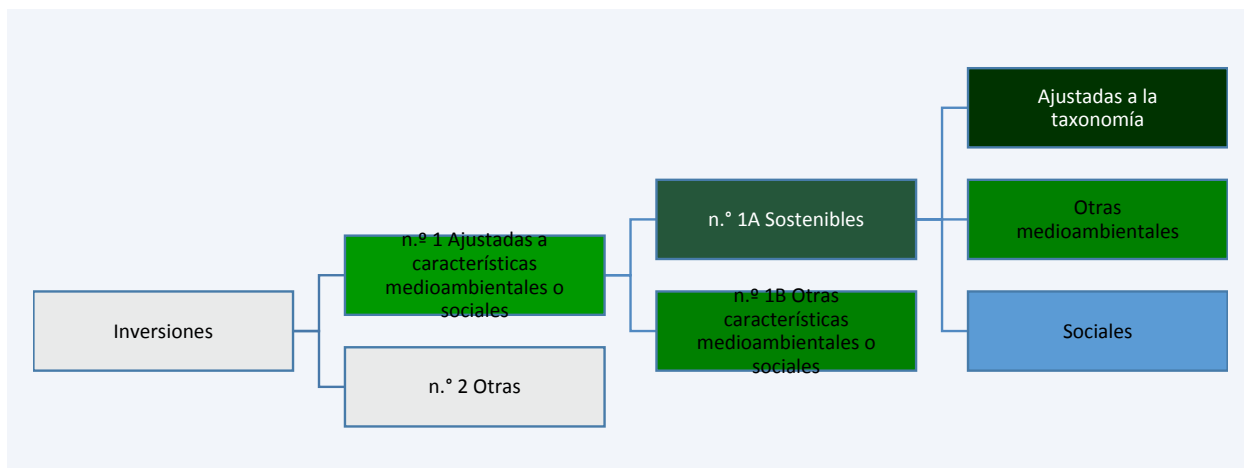 Inversiones
n.º 1 Ajustadas a
características
medioambientales o
sociales
n.° 2 Otras
n.° 1A Sostenibles
n.º 1B Otras
características
medioambientales o
sociales
Ajustadas a la
taxonomía
Otras
medioambientales
Sociales